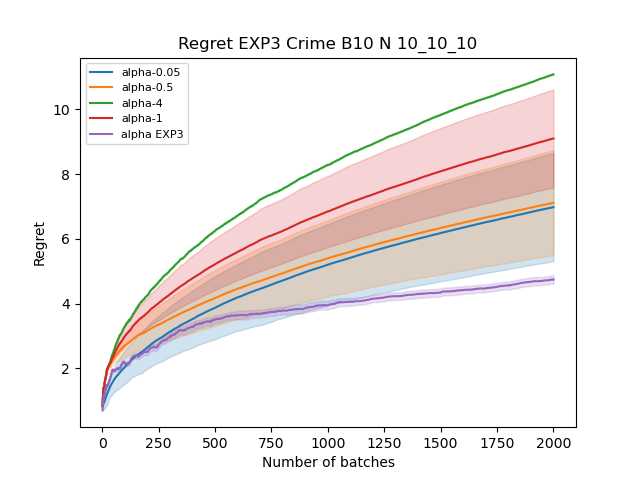 Regret EXP3 Crime B10 N 10_10_10
alpha-0.05
alpha-0.5
alpha-4
alpha-1
alpha EXP3
10
8
6
4
2
Regret
0 250 500 750 1000 1250 1500 1750 2000
Number of batches